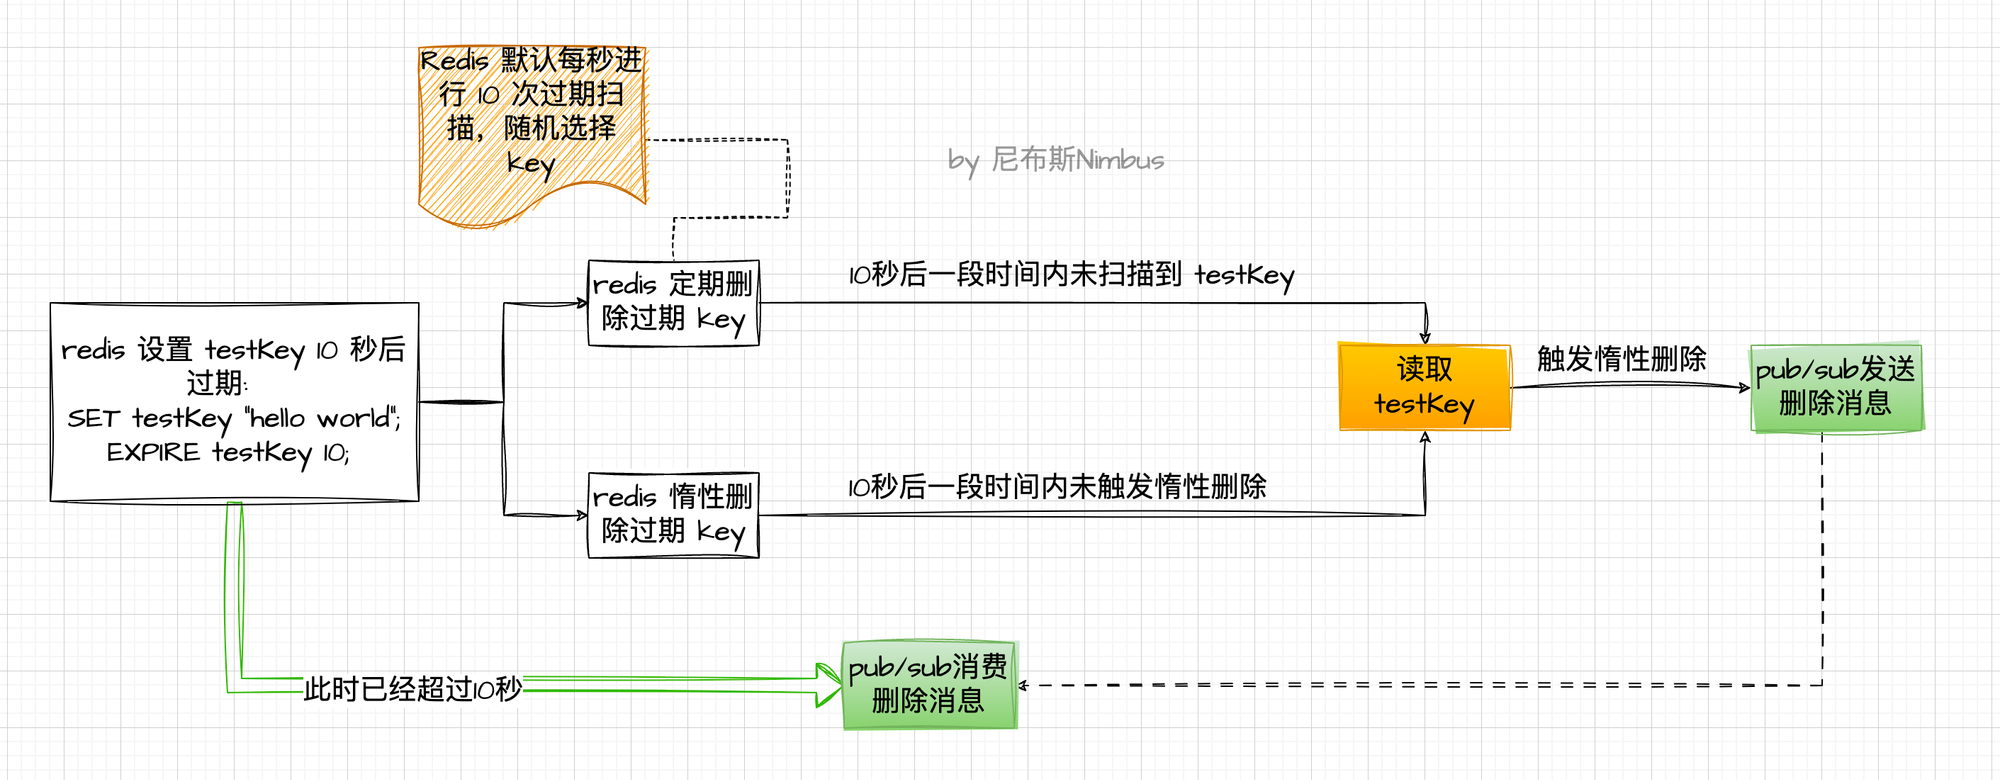 Redis 默认每秒进
行 10 次过期扫
描，随机选择
key
by 尼布斯Nimbus
redis 定期删
除过期 key
10秒后一段时间内未扫描到 testKey
redis 设置 testKey 10 秒后
过期:
SET testKey "hello world";
EXPIRE testKey 10;
读取
testKey
触发惰性删除
pub/sub发送
删除消息
redis 惰性删
除过期 key
10秒后一段时间内未触发惰性删除
此时已经超过10秒
pub/sub消费
删除消息